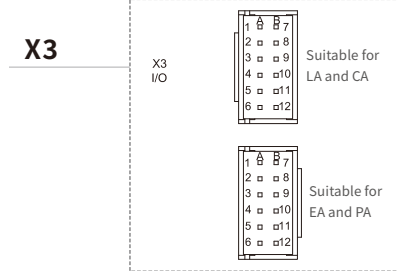 X3
X3
I/O
A B
1 7
2 8
3 9
4 10
5 11
6 12
Suitable for
LA and CA
A B
1 7
2 8
3 9
4 10
5 11
6 12
Suitable for
EA and PA